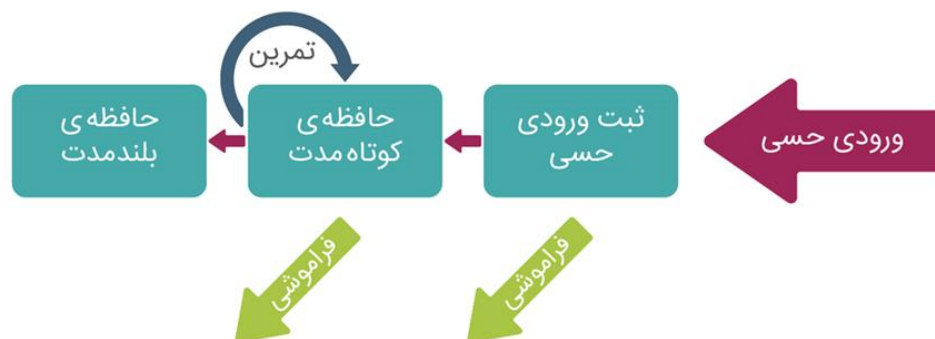 تمرین
ورودی حسی
ثبت ورودی
حسی
حافظه‌ی
کوتاه‌مدت
حافظه‌ی
بلندمدت
فراموشی
فراموشی